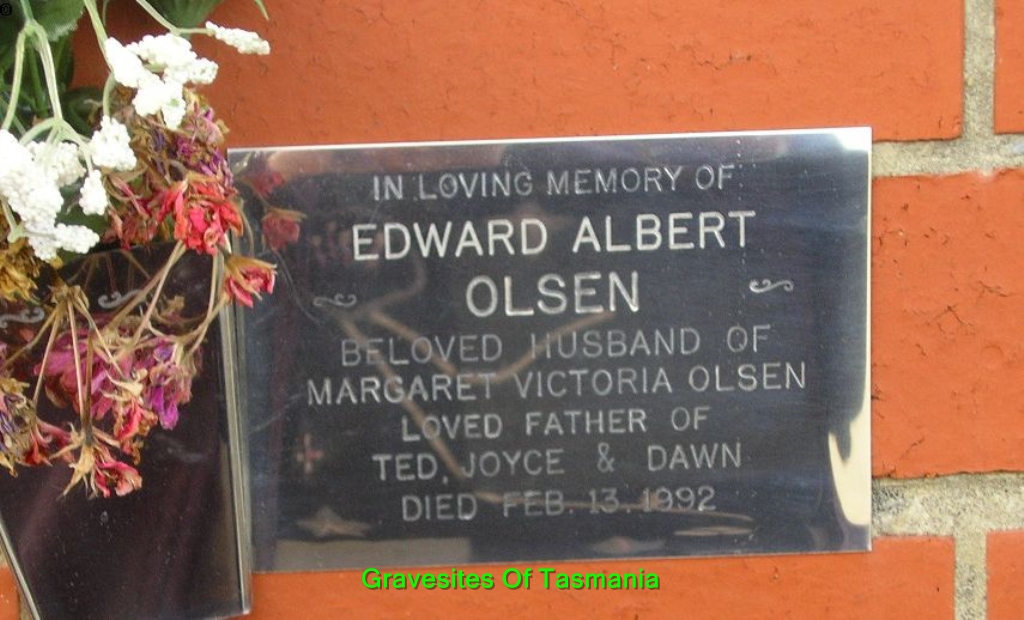 IN LOVING MEMORY OF
EDWARD ALBERT
OLSEN
BELOVED HUSBAND OF
MARGARET VICTORIA OLSEN
LOVED FATHER OF
TED, JOYCE & DAWN
DIED FEB. 13. 1992
Gravesites Of Tasmania